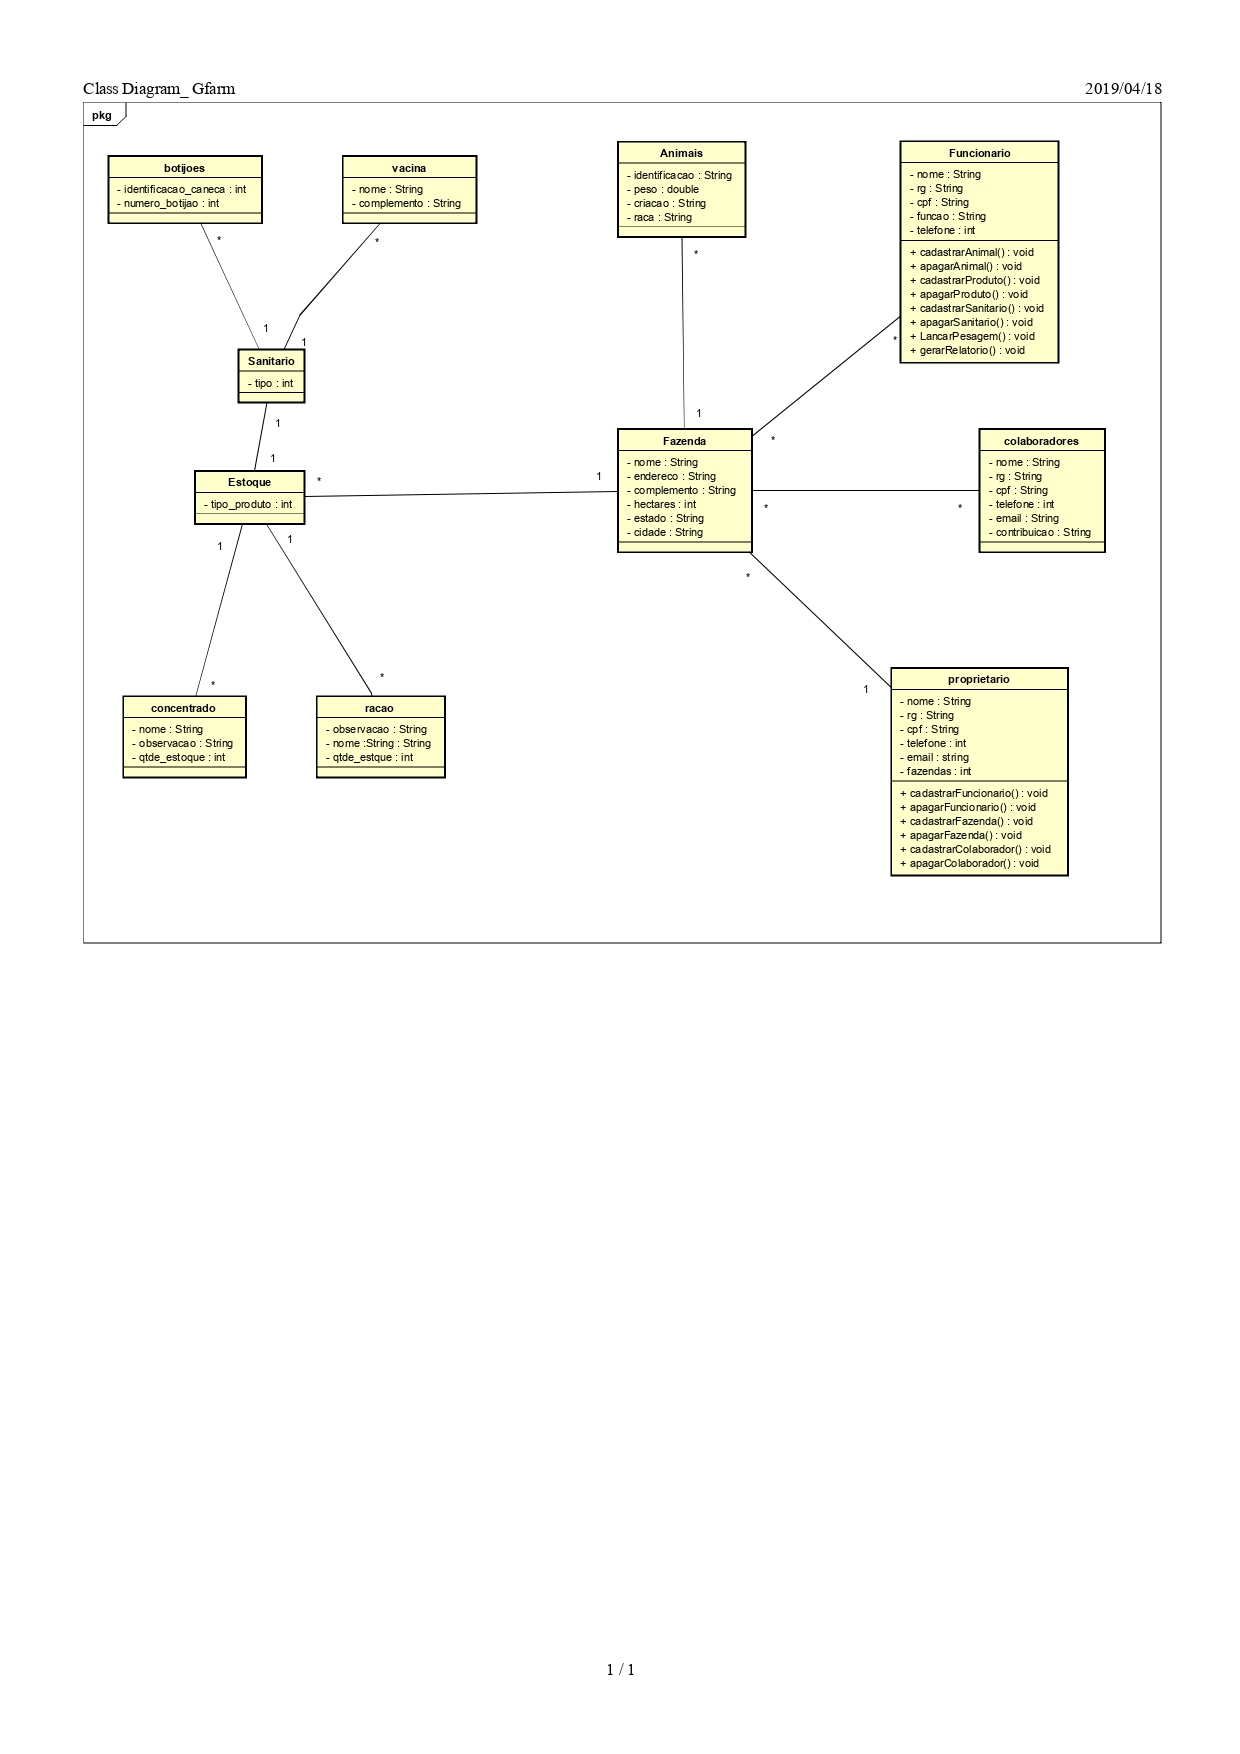 Class Diagram_ Gfarm
2019/04/18
pkg
botijoes
- identificacao_caneca : int
- numero_botijao : int
*
vacina
- nome : String
- complemento : String
*
Animais
- identificacao : String
- peso : double
- criacao : String
- raca : String
*
Funcionario
- nome : String
- rg : String
- cpf : String
- funcao : String
- telefone : int
+ cadastrarAnimal() : void
+ apagarAnimal() : void
+ cadastrarProduto() : void
+ apagarProduto() : void
+ cadastrarSanitario() : void
+ apagarSanitario() : void
+ LancarPesagem() : void
+ gerarRelatorio() : void
*
1
1
Sanitario
- tipo : int
1
1
Estoque
- tipo_produto : int
*
1
1
1
1
Fazenda
- nome : String
- endereco : String
- complemento : String
- hectares : int
- estado : String
- cidade : String
*
*
*
*
colaboradores
- nome : String
- rg : String
- cpf : String
- telefone : int
- email : String
- contribuicao : String
*
concentrado
- nome : String
- observacao : String
- qtde_estoque : int
*
racao
- observacao : String
- nome :String : String
- qtde_estque : int
1
proprietario
- nome : String
- rg : String
- cpf : String
- telefone : int
- email : string
- fazendas : int
+ cadastrarFuncionario() : void
+ apagarFuncionario() : void
+ cadastrarFazenda() : void
+ apagarFazenda() : void
+ cadastrarColaborador() : void
+ apagarColaborador() : void
1 / 1